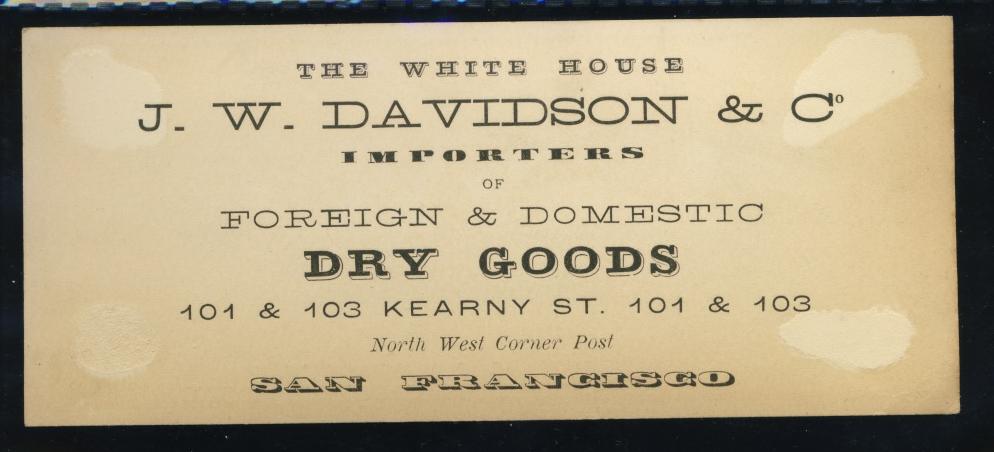 THE WHITE HOUSE
J. W. DAVIDSON & Cº
IMPORTERS
OF
FOREIGN & DOMESTIC
DRY GOODS
101 & 103 KEARNY ST. 101 & 103
North West Corner Post
SAN FRANCISCO